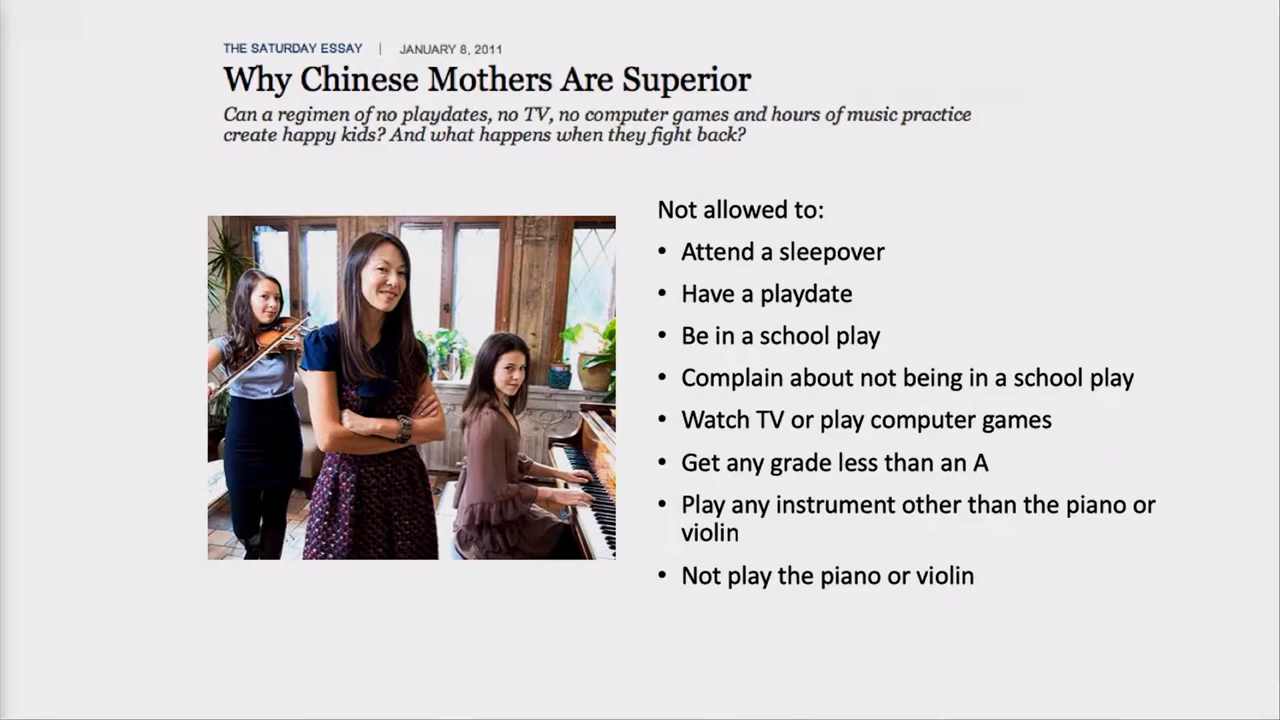 THE SATURDAY ESSAY | JANUARY 8, 2011
Why Chinese Mothers Are Superior
Can a regimen of no playdates, no TV, no computer games and hours of music practice
create happy kids? And what happens when they fight back?
Not allowed to:
• Attend a sleepover
• Have a playdate
• Be in a school play
• Complain about not being in a school play
• Watch TV or play computer games
• Get any grade less than an A
• Play any instrument other than the piano or
violin
• Not play the piano or violin